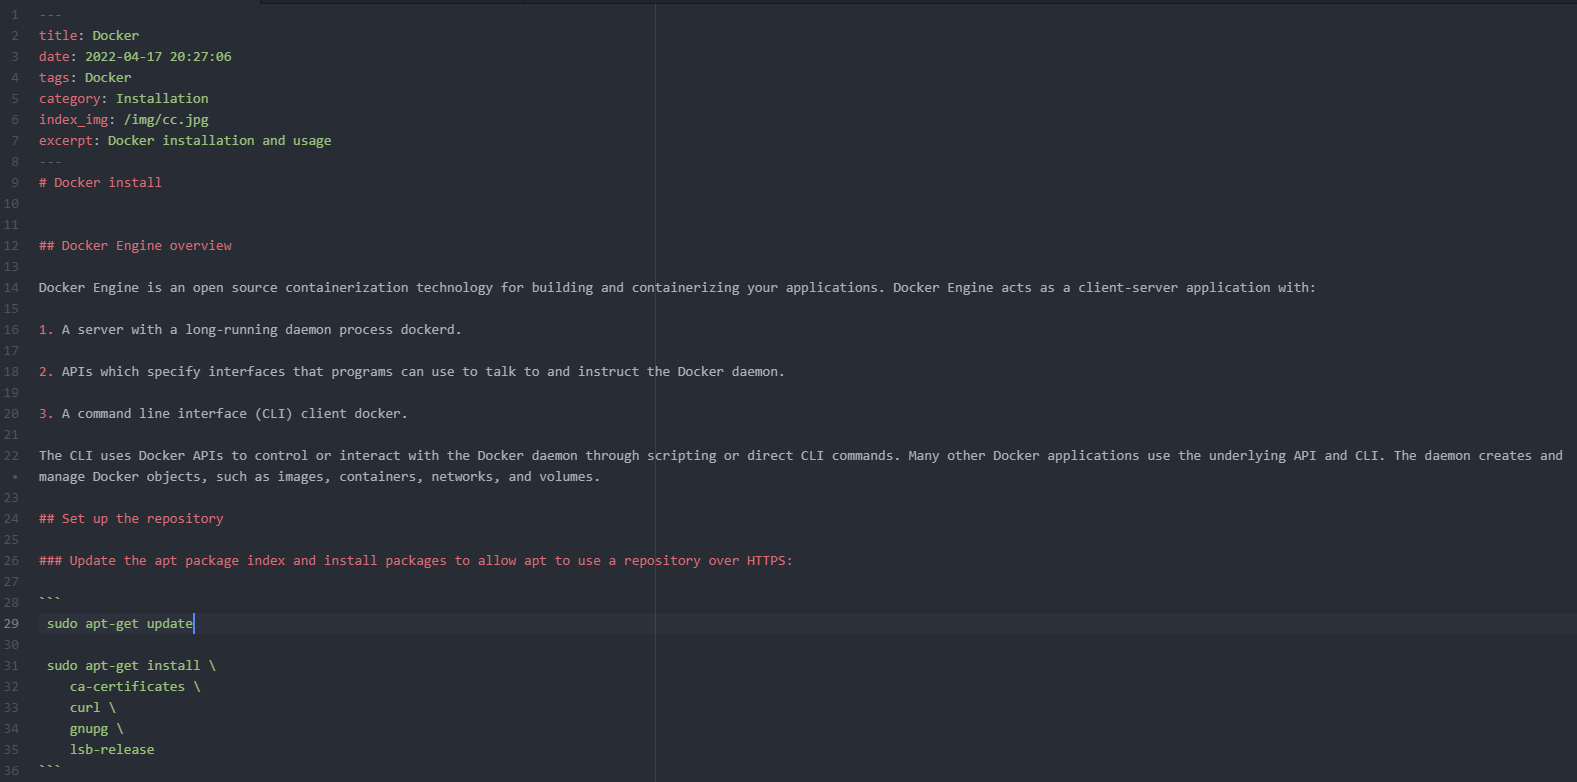 1 ---
2 title: Docker
3 date: 2022-04-17 20:27:06
4 tags: Docker
5 category: Installation
6 index_img: /img/cc.jpg
7 excerpt: Docker installation and usage
8 ---
9 # Docker install
10
11
12 ## Docker Engine overview
13
14 Docker Engine is an open source containerization technology for building and containerizing your applications. Docker Engine acts as a client-server application with:
15
16 1. A server with a long-running daemon process dockerd.
17
18 2. APIs which specify interfaces that programs can use to talk to and instruct the Docker daemon.
19
20 3. A command line interface (CLI) client docker.
21
22 The CLI uses Docker APIs to control or interact with the Docker daemon through scripting or direct CLI commands. Many other Docker applications use the underlying API and CLI. The daemon creates and
• manage Docker objects, such as images, containers, networks, and volumes.
23
24 ## Set up the repository
25
26 ### Update the apt package index and install packages to allow apt to use a repository over HTTPS:
27
28 ```
29  sudo apt-get update
30
31  sudo apt-get install \
32     ca-certificates \
33     curl \
34     gnupg \
35     lsb-release
36 ```